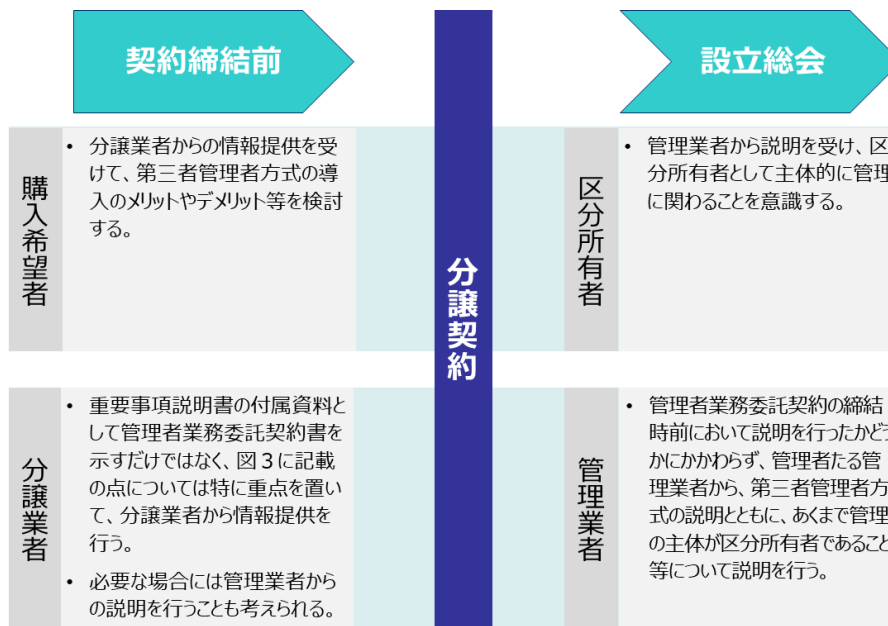 契約締結前
設立総会
購入希望者
• 分譲業者からの情報提供を受
けて、第三者管理者方式の導
入のメリットやデメリット等を検討
する。
分譲契約
区分所有者
• 管理業者から説明を受け、区
分所有者として主体的に管理
に関わることを意識する。
分譲業者
• 重要事項説明書の付属資料と
して管理者業務委託契約書を
示すだけではなく、図３に記載
の点については特に重点を置い
て、分譲業者から情報提供を
行う。
• 必要な場合には管理業者から
の説明を行うことも考えられる。
管理業者
• 管理者業務委託契約の締結
時前において説明を行ったかどう
かにかかわらず、管理者たる管
理業者から、第三者管理者方
式の説明とともに、あくまで管理
の主体が区分所有者であること
等について説明を行う。